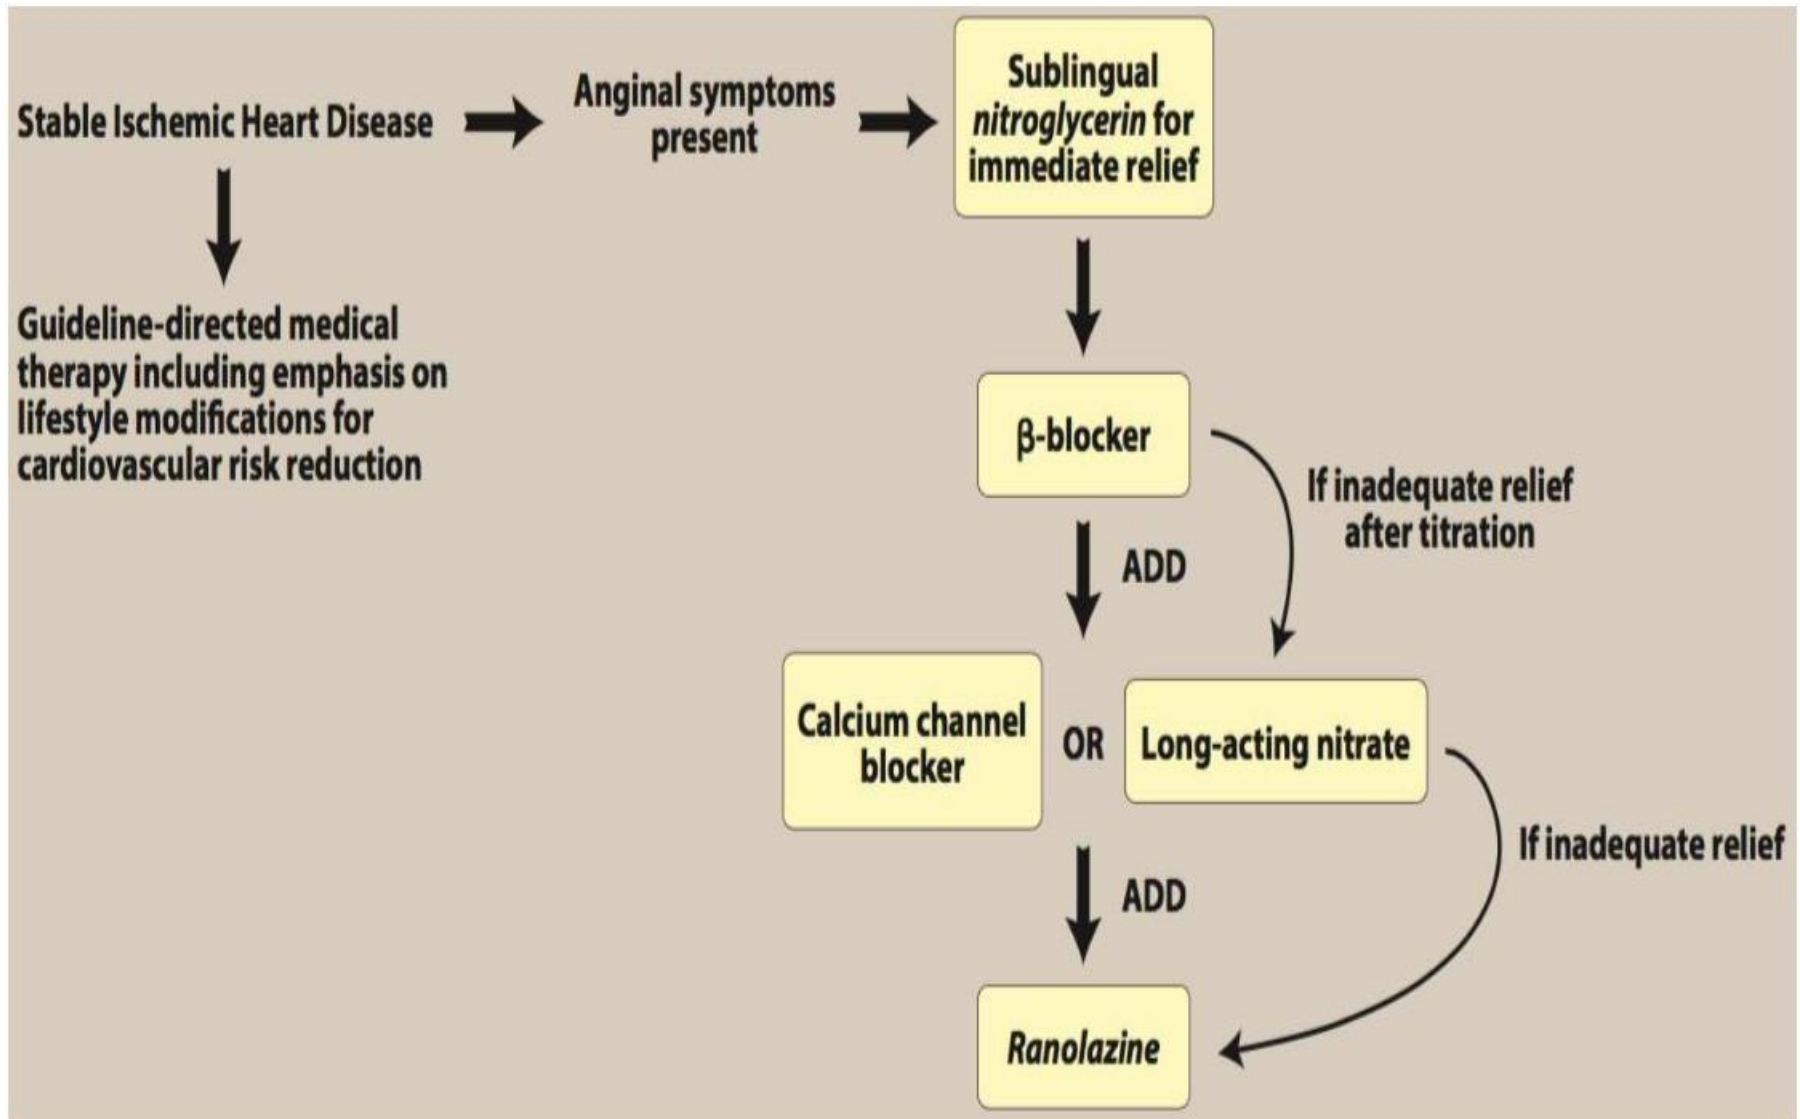 Stable Ischemic Heart Disease
Anginal symptoms
present
Sublingual
nitroglycerin for
immediate relief
Guideline-directed medical
therapy including emphasis on
lifestyle modifications for
cardiovascular risk reduction
β-blocker
If inadequate relief
after titration
ADD
Calcium channel
blocker
OR
Long-acting nitrate
If inadequate relief
ADD
Ranolazine